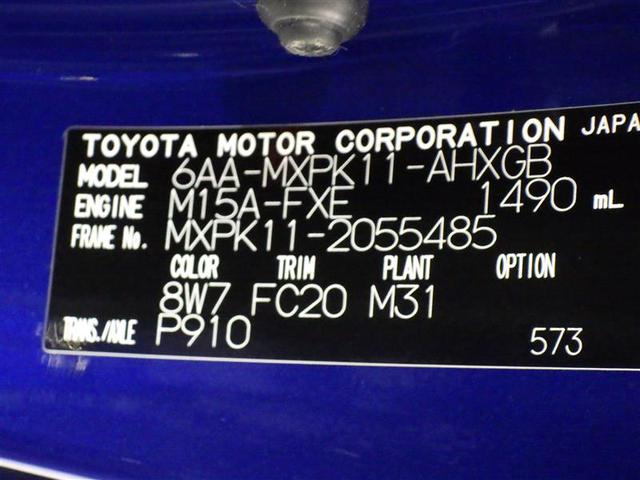 TOYOTA MOTOR CORPORATION JAPAN
MODEL 6AA-MXPK11-AHXGB
ENGINE M15A-FXE 1490 mL
FRAME No. MXPK11-2055485
COLOR TRIM PLANT OPTION
8W7 FC20 M31
TRANS./AXLE P910
573